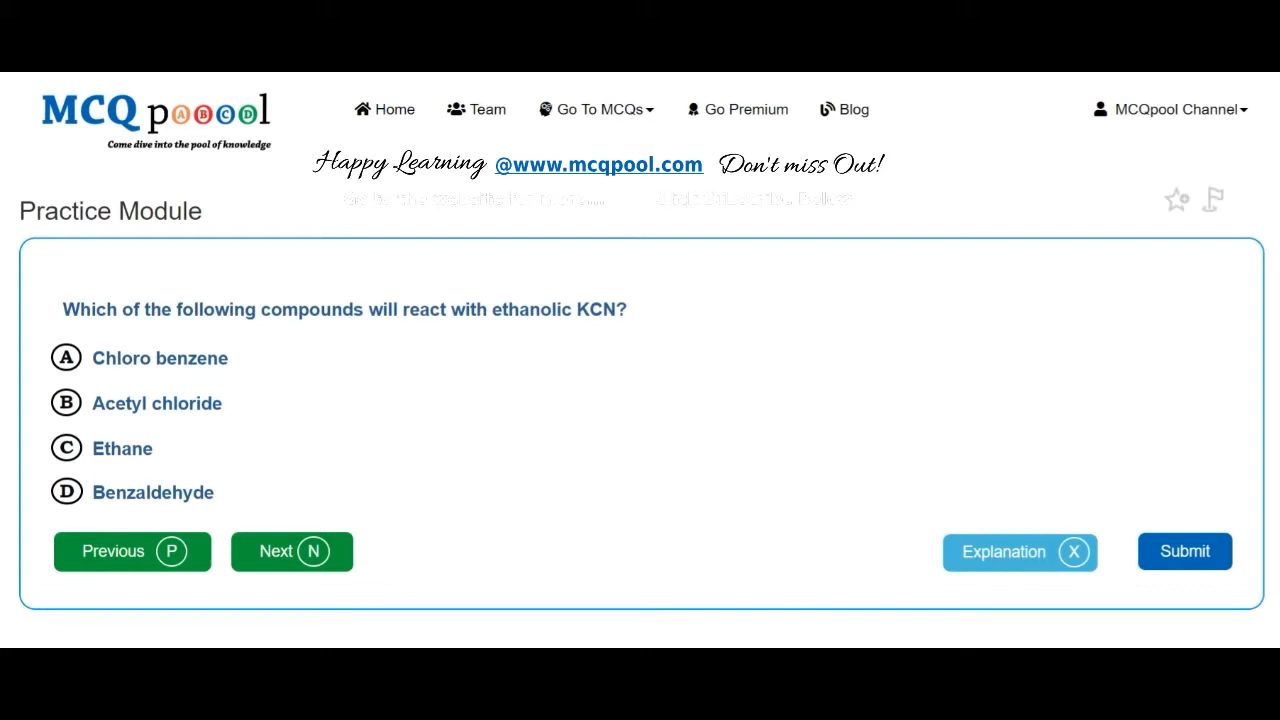 MCQ pABCDl
Come dive into the pool of knowledge
Home Team Go To MCQs Go Premium Blog MCQpool Channel
Happy Learning @www.mcqpool.com Don't miss Out!
Practice Module
Which of the following compounds will react with ethanolic KCN?
A Chloro benzene
B Acetyl chloride
C Ethane
D Benzaldehyde
Previous P Next N Explanation X Submit